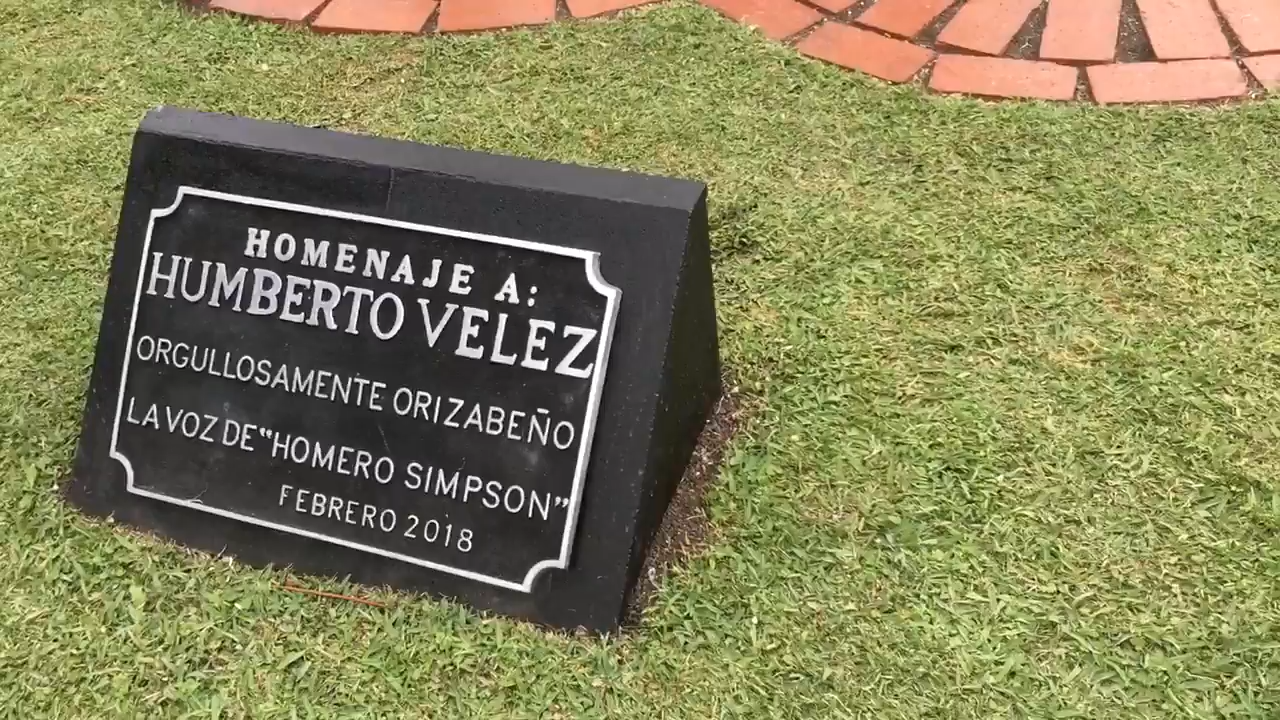 HOMENAJE A:
HUMBERTO VELEZ
ORGULLOSAMENTE ORIZABEÑO
LA VOZ DE "HOMERO SIMPSON"
FEBRERO 2018